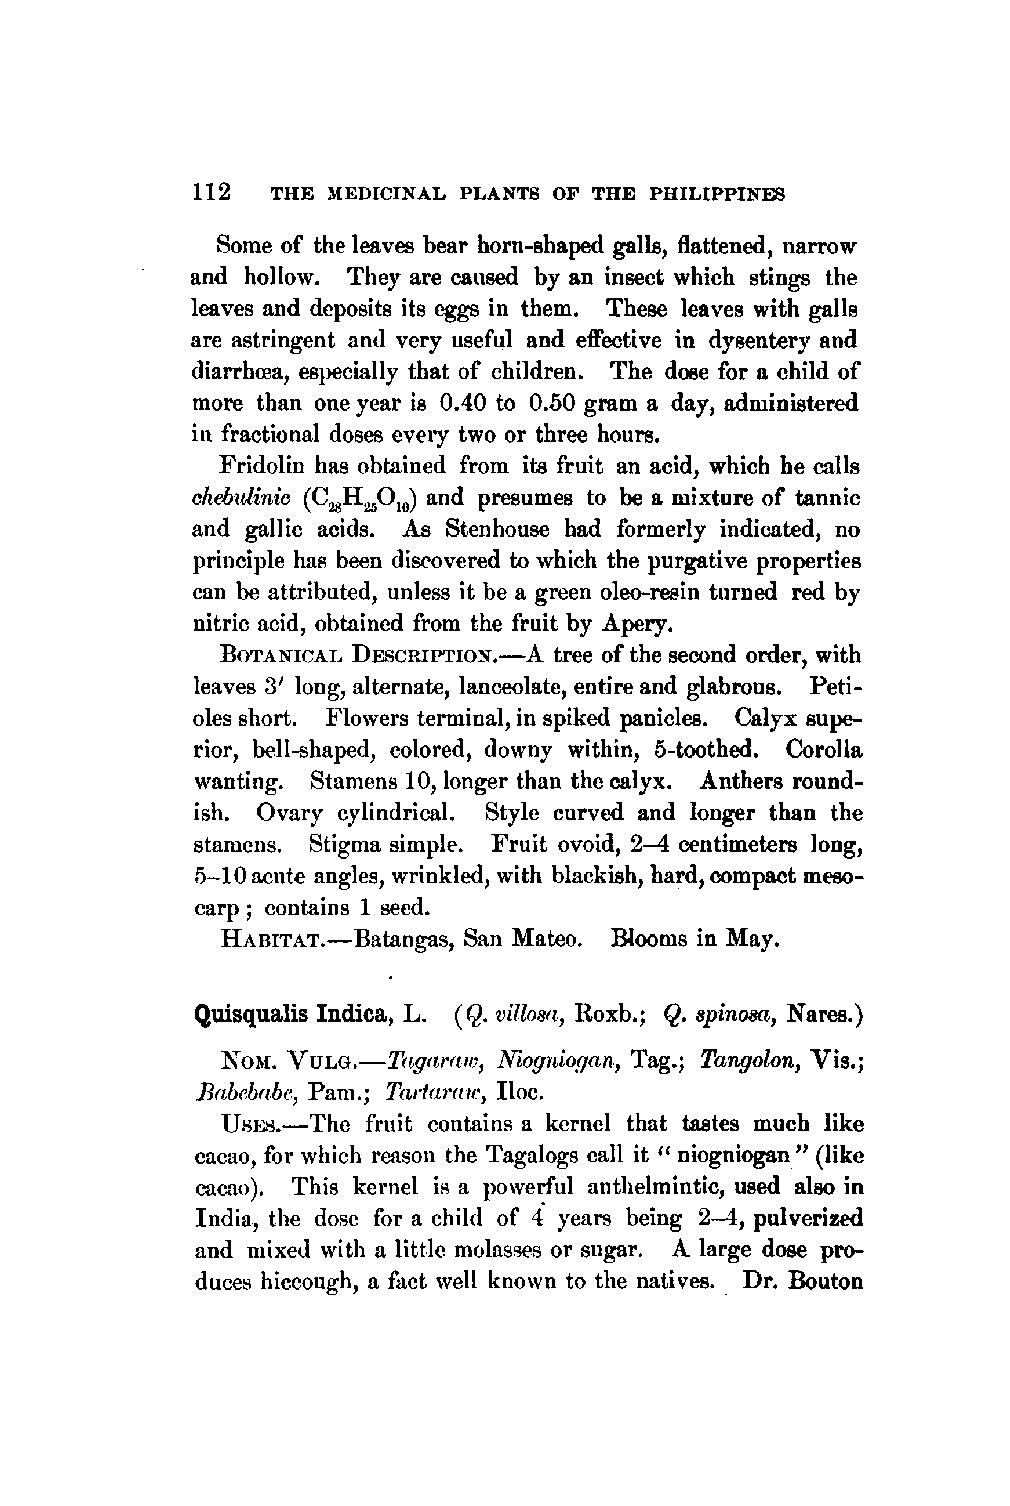 112 THE MEDICINAL PLANTS OF THE PHILIPPINES
Some of the leaves bear horn-shaped galls, flattened, narrow
and hollow. They are caused by an insect which stings the
leaves and deposits its eggs in them. These leaves with galls
are astringent and very useful and effective in dysentery and
diarrhœa, especially that of children. The dose for a child of
more than one year is 0.40 to 0.50 gram a day, administered
in fractional doses every two or three hours.
Fridolin has obtained from its fruit an acid, which he calls
chebulinic (C₂₈H₂₅O₁₀) and presumes to be a mixture of tannic
and gallic acids. As Stenhouse had formerly indicated, no
principle has been discovered to which the purgative properties
can be attributed, unless it be a green oleo-resin turned red by
nitric acid, obtained from the fruit by Apery.
BOTANICAL DESCRIPTION.—A tree of the second order, with
leaves 3′ long, alternate, lanceolate, entire and glabrous. Peti-
oles short. Flowers terminal, in spiked panicles. Calyx supe-
rior, bell-shaped, colored, downy within, 5-toothed. Corolla
wanting. Stamens 10, longer than the calyx. Anthers round-
ish. Ovary cylindrical. Style curved and longer than the
stamens. Stigma simple. Fruit ovoid, 2–4 centimeters long,
5–10 acute angles, wrinkled, with blackish, hard, compact meso-
carp; contains 1 seed.
HABITAT.—Batangas, San Mateo. Blooms in May.
Quisqualis Indica, L. (Q. villosa, Roxb.; Q. spinosa, Nares.)
NOM. VULG.—Tagaraw, Niogniogan, Tag.; Tangolon, Vis.;
Babebabe, Pam.; Tartaraw, Iloc.
USES.—The fruit contains a kernel that tastes much like
cacao, for which reason the Tagalogs call it “niogniogan” (like
cacao). This kernel is a powerful anthelmintic, used also in
India, the dose for a child of 4 years being 2–4, pulverized
and mixed with a little molasses or sugar. A large dose pro-
duces hiccough, a fact well known to the natives. Dr. Bouton